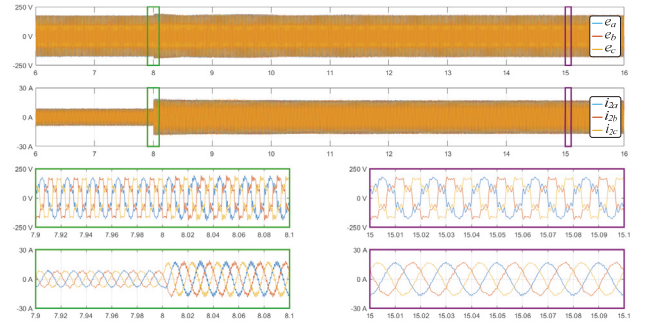 250 V
0 V
-250 V
6 7 8 9 10 11 12 13 14 15 16
e_a
e_b
e_c
30 A
0 A
-30 A
6 7 8 9 10 11 12 13 14 15 16
i_2a
i_2b
i_2c
250 V
0 V
-250 V
7.9 7.92 7.94 7.96 7.98 8 8.02 8.04 8.06 8.08 8.1
250 V
0 V
-250 V
15 15.01 15.02 15.03 15.04 15.05 15.06 15.07 15.08 15.09 15.1
30 A
0 A
-30 A
7.9 7.92 7.94 7.96 7.98 8 8.02 8.04 8.06 8.08 8.1
30 A
0 A
-30 A
15 15.01 15.02 15.03 15.04 15.05 15.06 15.07 15.08 15.09 15.1